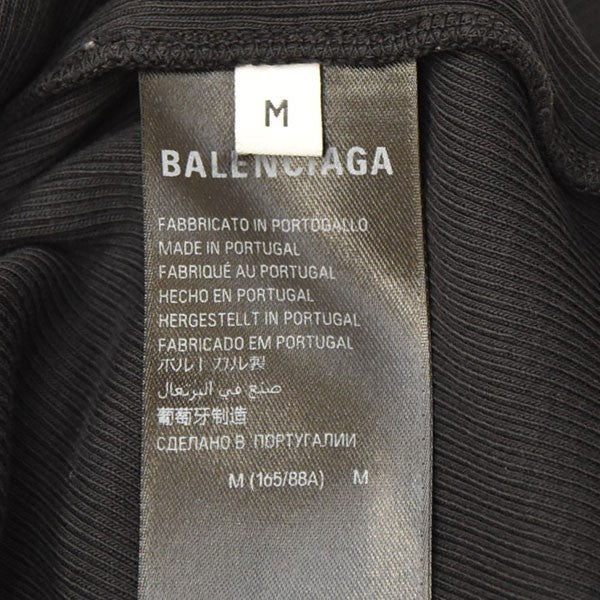 M
BALENCIAGA
FABBRICATO IN PORTOGALLO
MADE IN PORTUGAL
FABRIQUÉ AU PORTUGAL
HECHO EN PORTUGAL
HERGESTELLT IN PORTUGAL
FABRICADO EM PORTUGAL
ポルトガル製
صنع في البرتغال
葡萄牙制造
СДЕЛАНО В ПОРТУГАЛИИ
M (165/88A) M